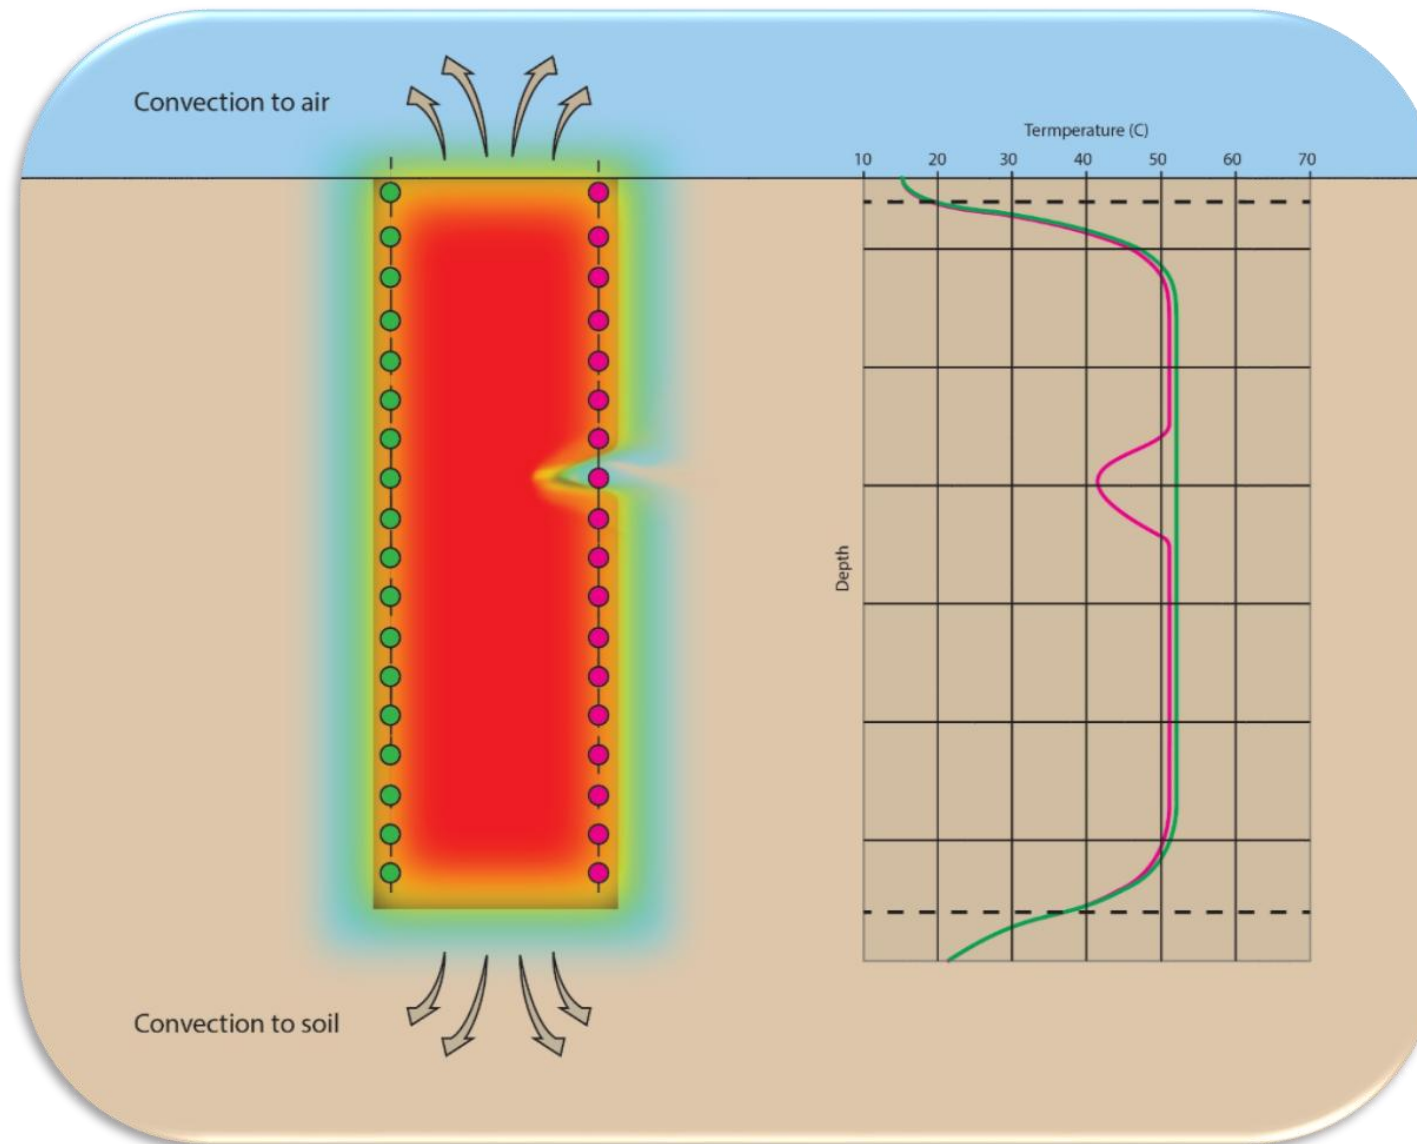 Convection to air
Termperature (C)
10 20 30 40 50 60 70
Depth
Convection to soil